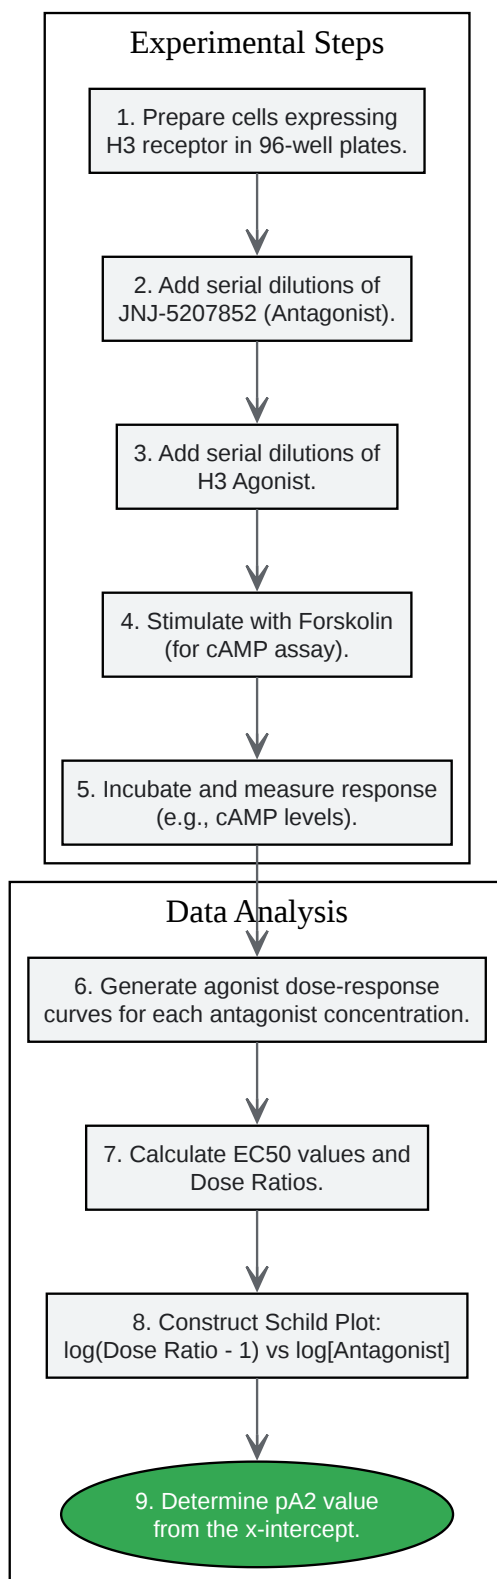 Experimental Steps
1. Prepare cells expressing
H3 receptor in 96-well plates.
2. Add serial dilutions of
JNJ-5207852 (Antagonist).
3. Add serial dilutions of
H3 Agonist.
4. Stimulate with Forskolin
(for cAMP assay).
5. Incubate and measure response
(e.g., cAMP levels).
Data Analysis
6. Generate agonist dose-response
curves for each antagonist concentration.
7. Calculate EC50 values and
Dose Ratios.
8. Construct Schild Plot:
log(Dose Ratio - 1) vs log[Antagonist]
9. Determine pA2 value
from the x-intercept.